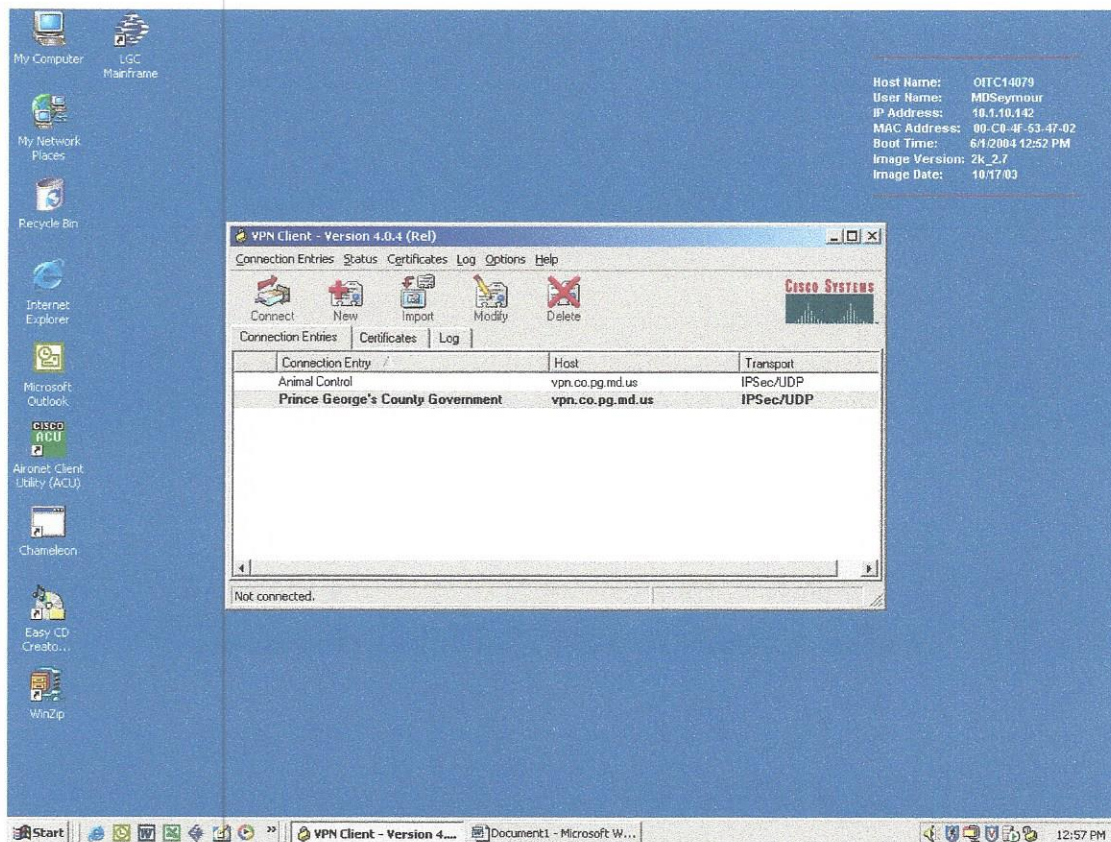 My Computer
LGC
Mainframe
My Network
Places
Recycle Bin
Internet
Explorer
Microsoft
Outlook
CISCO
ACU
Aironet Client
Utility (ACU)
Chameleon
Easy CD
Creato...
WinZip
Host Name: OITC14079
User Name: MDSeymour
IP Address: 10.1.10.142
MAC Address: 00-C0-4F-53-47-02
Boot Time: 6/1/2004 12:52 PM
Image Version: 2k_2.7
Image Date: 10/17/03
VPN Client - Version 4.0.4 (Rel)
Connection Entries Status Certificates Log Options Help
Connect New Import Modify Delete
CISCO SYSTEMS
Connection Entries Certificates Log
Connection Entry / Host Transport
Animal Control vpn.co.pg.md.us IPSec/UDP
Prince George's County Government vpn.co.pg.md.us IPSec/UDP
Not connected.
Start » VPN Client - Version 4.... Document1 - Microsoft W... 12:57 PM